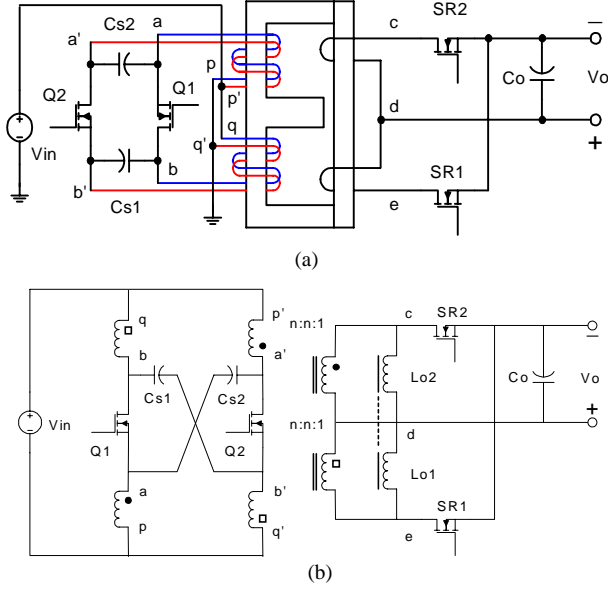 Cs2 a c SR2
a' p
Q2 Q1 p' d Co Vo
Vin q
q'
b +
b' Cs1 e SR1
(a)
q p' n:n:1 c SR2
b a'
Cs1 Cs2 Lo2 Co Vo
Vin Q1 Q2 n:n:1 d +
a b' Lo1
p q' e SR1
(b)